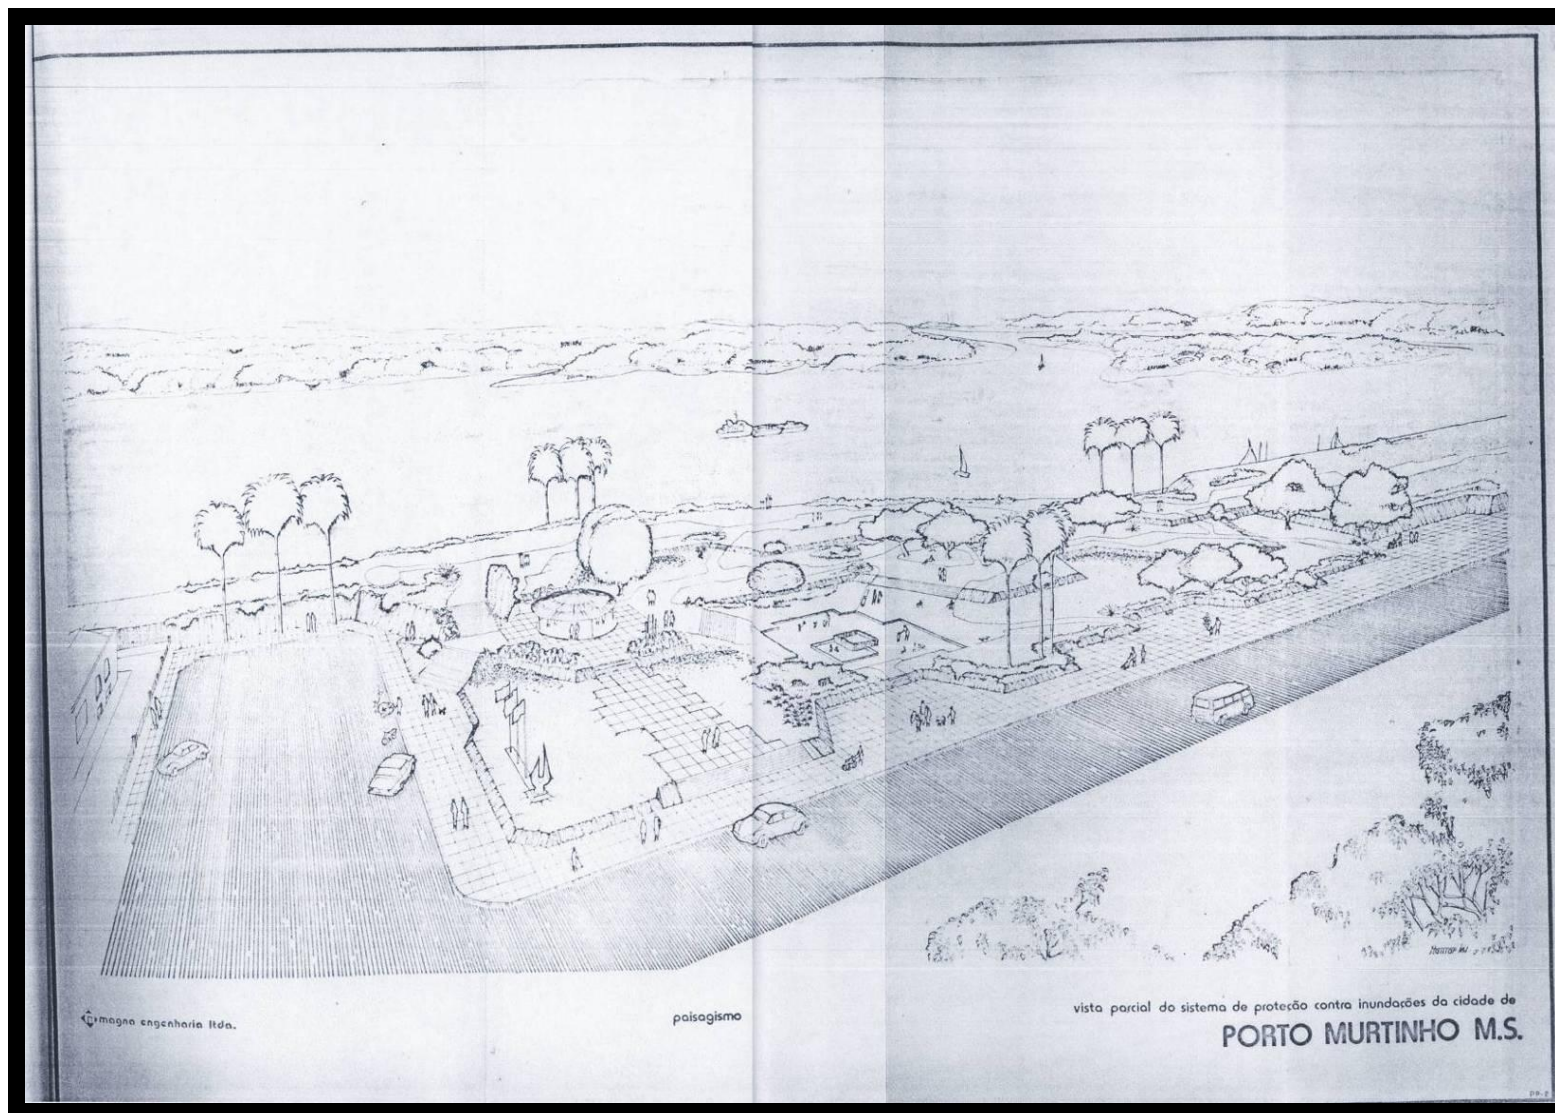 magna engenharia ltda.
paisagismo
vista parcial do sistema de proteção contra inundações da cidade de
PORTO MURTINHO M.S.